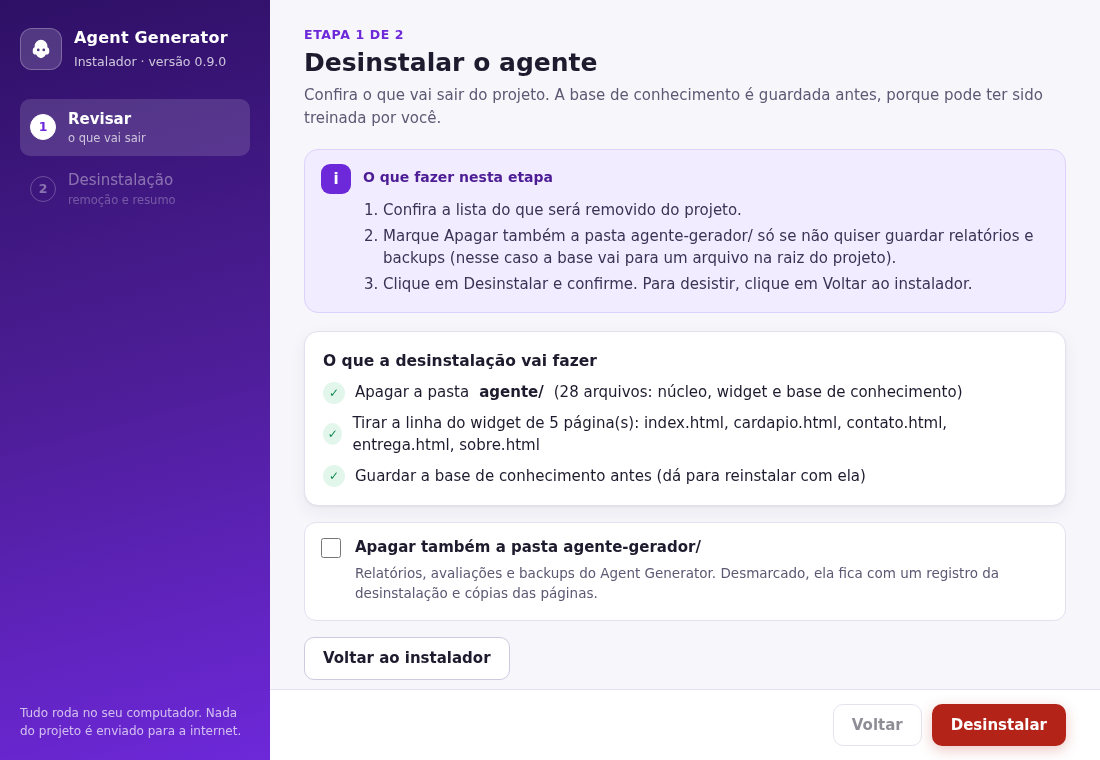 Agent Generator
Instalador · versão 0.9.0
1
Revisar
o que vai sair
2
Desinstalação
remoção e resumo
Tudo roda no seu computador. Nada
do projeto é enviado para a internet.
ETAPA 1 DE 2
Desinstalar o agente
Confira o que vai sair do projeto. A base de conhecimento é guardada antes, porque pode ter sido
treinada por você.
i
O que fazer nesta etapa
1. Confira a lista do que será removido do projeto.
2. Marque Apagar também a pasta agente-gerador/ só se não quiser guardar relatórios e
backups (nesse caso a base vai para um arquivo na raiz do projeto).
3. Clique em Desinstalar e confirme. Para desistir, clique em Voltar ao instalador.
O que a desinstalação vai fazer
✓ Apagar a pasta agente/ (28 arquivos: núcleo, widget e base de conhecimento)
✓ Tirar a linha do widget de 5 página(s): index.html, cardapio.html, contato.html,
entrega.html, sobre.html
✓ Guardar a base de conhecimento antes (dá para reinstalar com ela)
Apagar também a pasta agente-gerador/
Relatórios, avaliações e backups do Agent Generator. Desmarcado, ela fica com um registro da
desinstalação e cópias das páginas.
Voltar ao instalador
Voltar
Desinstalar